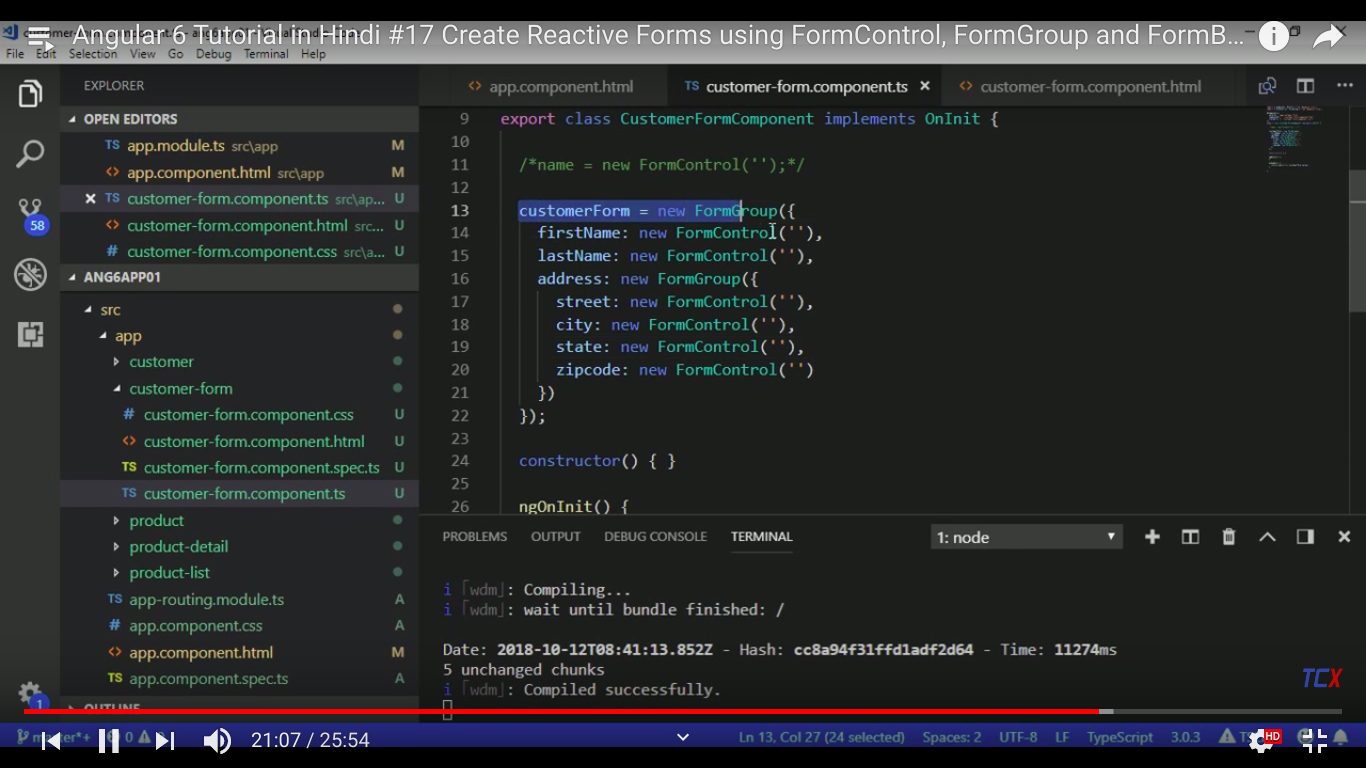 Angular 6 Tutorial in Hindi #17 Create Reactive Forms using FormControl, FormGroup and FormB...
File Edit Selection View Go Debug Terminal Help
EXPLORER
OPEN EDITORS
TS app.module.ts src\app M
<> app.component.html src\app M
TS customer-form.component.ts src\ap... U
<> customer-form.component.html src... U
# customer-form.component.css src\a... U
58
ANG6APP01
src
app
customer
customer-form
# customer-form.component.css U
<> customer-form.component.html U
TS customer-form.component.spec.ts U
TS customer-form.component.ts U
product
product-detail
product-list
TS app-routing.module.ts A
# app.component.css A
<> app.component.html M
TS app.component.spec.ts A
OUTLINE
1
<> app.component.html TS customer-form.component.ts × <> customer-form.component.html
9 export class CustomerFormComponent implements OnInit {
10
11 /*name = new FormControl('');*/
12
13 customerForm = new FormGroup({
14 firstName: new FormControl(''),
15 lastName: new FormControl(''),
16 address: new FormGroup({
17 street: new FormControl(''),
18 city: new FormControl(''),
19 state: new FormControl(''),
20 zipcode: new FormControl('')
21 })
22 });
23
24 constructor() { }
25
26 ngOnInit() {
PROBLEMS OUTPUT DEBUG CONSOLE TERMINAL 1: node
i ｢wdm｣: Compiling...
i ｢wdm｣: wait until bundle finished: /
Date: 2018-10-12T08:41:13.852Z - Hash: cc8a94f31ffd1adf2d64 - Time: 11274ms
5 unchanged chunks
i ｢wdm｣: Compiled successfully.
TCX
0 21:07 / 25:54 Ln 13, Col 27 (24 selected) Spaces: 2 UTF-8 LF TypeScript 3.0.3 HD